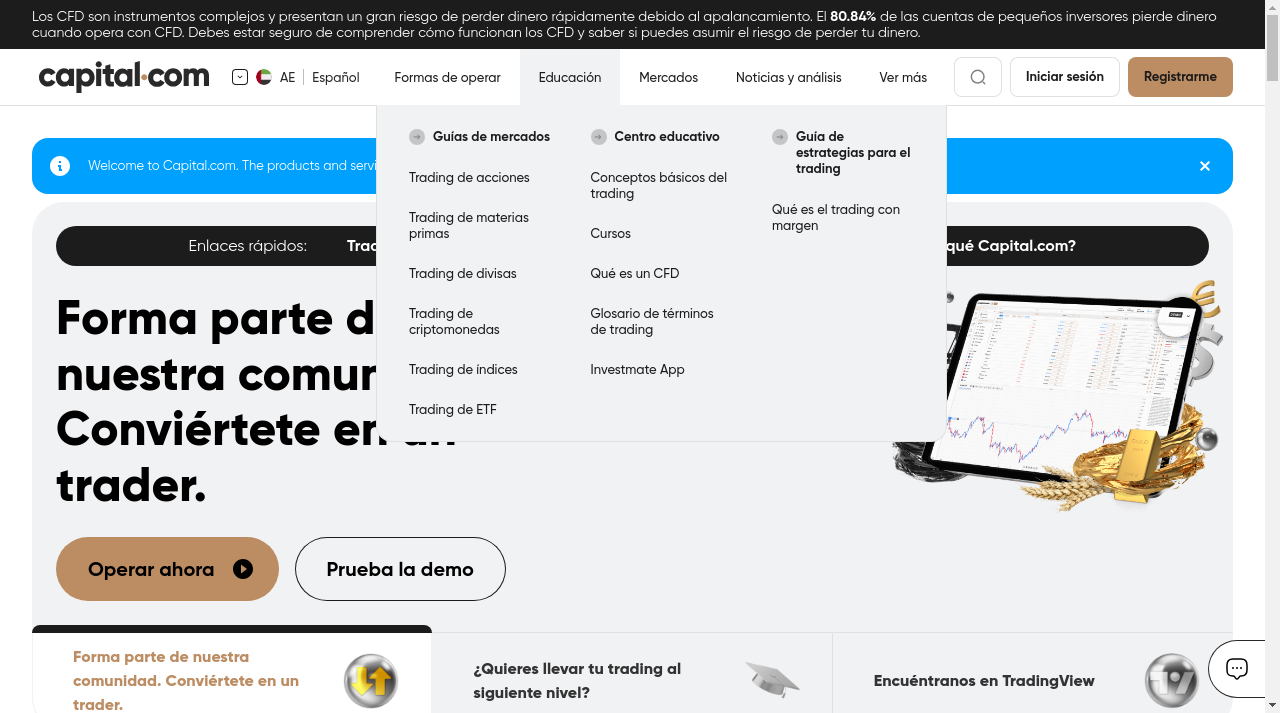 Los CFD son instrumentos complejos y presentan un gran riesgo de perder dinero rápidamente debido al apalancamiento. El 80.84% de las cuentas de pequeños inversores pierde dinero
cuando opera con CFD. Debes estar seguro de comprender cómo funcionan los CFD y saber si puedes asumir el riesgo de perder tu dinero.
capital.com
AE
Español
Formas de operar
Educación
Mercados
Noticias y análisis
Ver más
Iniciar sesión
Registrarme
Guías de mercados
Trading de acciones
Trading de materias
primas
Trading de divisas
Trading de
criptomonedas
Trading de índices
Trading de ETF
Centro educativo
Conceptos básicos del
trading
Cursos
Qué es un CFD
Glosario de términos
de trading
Investmate App
Guía de
estrategias para el
trading
Qué es el trading con
margen
Welcome to Capital.com. The products and servi
Enlaces rápidos:
qué Capital.com?
Forma parte d
nuestra comun
Conviértete en un
trader.
Operar ahora
Prueba la demo
Forma parte de nuestra
comunidad. Conviértete en un
trader.
¿Quieres llevar tu trading al
siguiente nivel?
Encuéntranos en TradingView